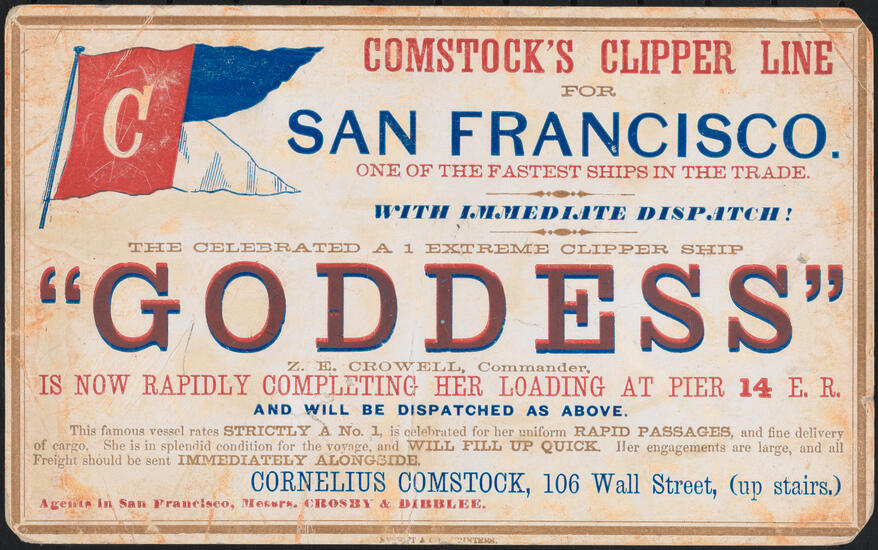 C
COMSTOCK'S CLIPPER LINE
FOR
SAN FRANCISCO.
ONE OF THE FASTEST SHIPS IN THE TRADE.
WITH IMMEDIATE DISPATCH!
THE CELEBRATED A 1 EXTREME CLIPPER SHIP
"GODDESS"
Z. E. CROWELL, Commander,
IS NOW RAPIDLY COMPLETING HER LOADING AT PIER 14 E. R.
AND WILL BE DISPATCHED AS ABOVE.
This famous vessel rates STRICTLY A No. 1, is celebrated for her uniform RAPID PASSAGES, and fine delivery
of cargo. She is in splendid condition for the voyage, and WILL FILL UP QUICK. Her engagements are large, and all
Freight should be sent IMMEDIATELY ALONGSIDE.
CORNELIUS COMSTOCK, 106 Wall Street, (up stairs.)
Agents in San Francisco, Messrs. CROSBY & DIBBLEE.